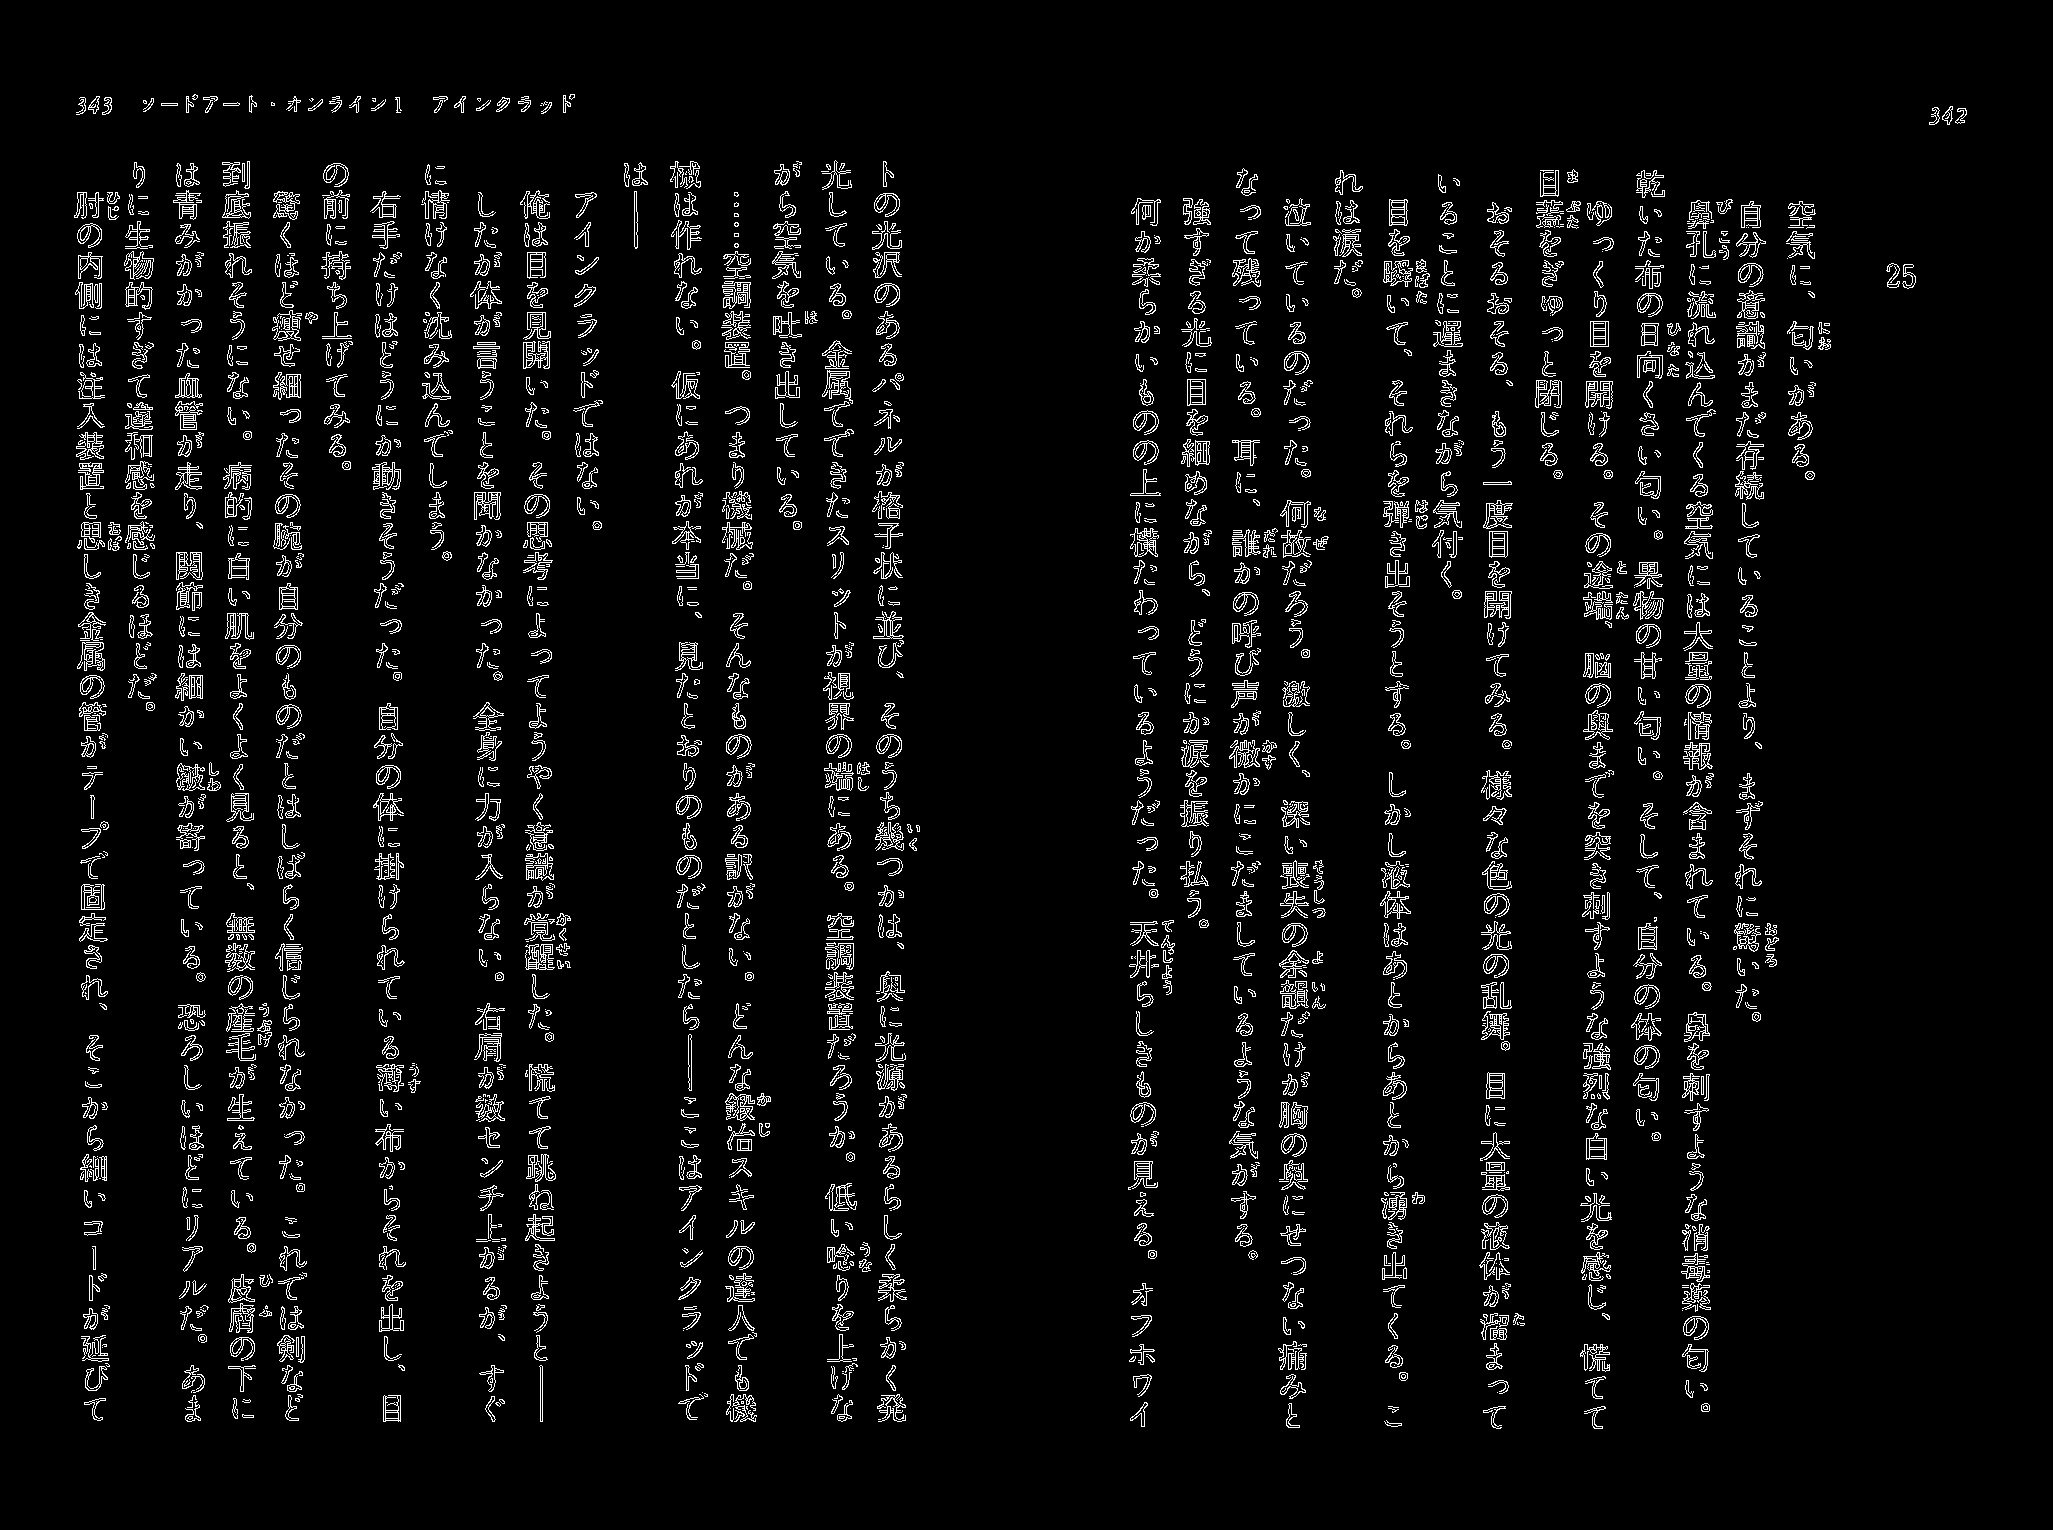 342
25
空気に、匂いがある。
自分の意識がまだ存続していることより、まずそれに驚いた。
鼻孔に流れ込んでくる空気には大量の情報が含まれている。鼻を刺すような消毒薬の匂い。
乾いた布の日向くさい匂い。果物の甘い匂い。そして、自分の体の匂い。
ゆっくり目を開ける。その途端、脳の奥までを突き刺すような強烈な白い光を感じ、慌てて
目蓋をぎゅっと閉じる。
おそるおそる、もう一度目を開けてみる。様々な色の光の乱舞。目に大量の液体が溜まって
いることに遅まきながら気付く。
目を瞬いて、それらを弾き出そうとする。しかし液体はあとからあとから湧き出てくる。こ
れは涙だ。
泣いているのだった。何故だろう。激しく、深い喪失の余韻だけが胸の奥にせつない痛みと
なって残っている。耳に、誰かの呼び声が微かにこだましているような気がする。
強すぎる光に目を細めながら、どうにか涙を振り払う。
何か柔らかいものの上に横たわっているようだった。天井らしきものが見える。オフホワイ
343 ソードアート・オンライン1 アインクラッド
トの光沢のあるパネルが格子状に並び、そのうち幾つかは、奥に光源があるらしく柔らかく発
光している。金属でできたスリットが視界の端にある。空調装置だろうか。低い唸りを上げな
がら空気を吐き出している。
……空調装置。つまり機械だ。そんなものがある訳がない。どんな鍛冶スキルの達人でも機
械は作れない。仮にあれが本当に、見たとおりのものだとしたら――ここはアインクラッドで
は――
アインクラッドではない。
俺は目を見開いた。その思考によってようやく意識が覚醒した。慌てて跳ね起きようと――
したが体が言うことを聞かなかった。全身に力が入らない。右肩が数センチ上がるが、すぐ
に情けなく沈み込んでしまう。
右手だけはどうにか動きそうだった。自分の体に掛けられている薄い布からそれを出し、目
の前に持ち上げてみる。
驚くほど痩せ細ったその腕が自分のものだとはしばらく信じられなかった。これでは剣など
到底振れそうにない。病的に白い肌をよくよく見ると、無数の産毛が生えている。皮膚の下に
は青みがかった血管が走り、関節には細かい皺が寄っている。恐ろしいほどにリアルだ。あま
りに生物的すぎて違和感を感じるほどだ。
肘の内側には注入装置と思しき金属の管がテープで固定され、そこから細いコードが延びて